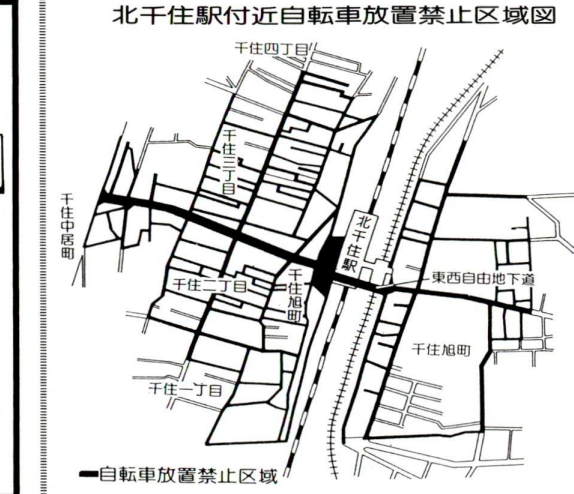 北千住駅付近自転車放置禁止区域図
千住四丁目
千住三丁目
千住中居町
北千住駅
千住二丁目
千住旭町
東西自由地下道
千住旭町
千住一丁目
自転車放置禁止区域